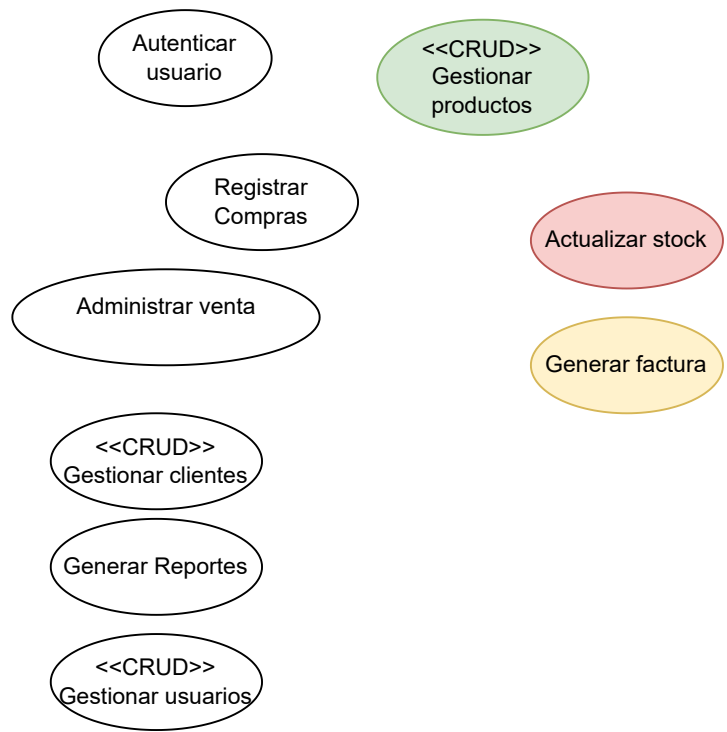 Autenticar
usuario
<<CRUD>>
Gestionar
productos
Registrar
Compras
Actualizar stock
Administrar venta
Generar factura
<<CRUD>>
Gestionar clientes
Generar Reportes
<<CRUD>>
Gestionar usuarios